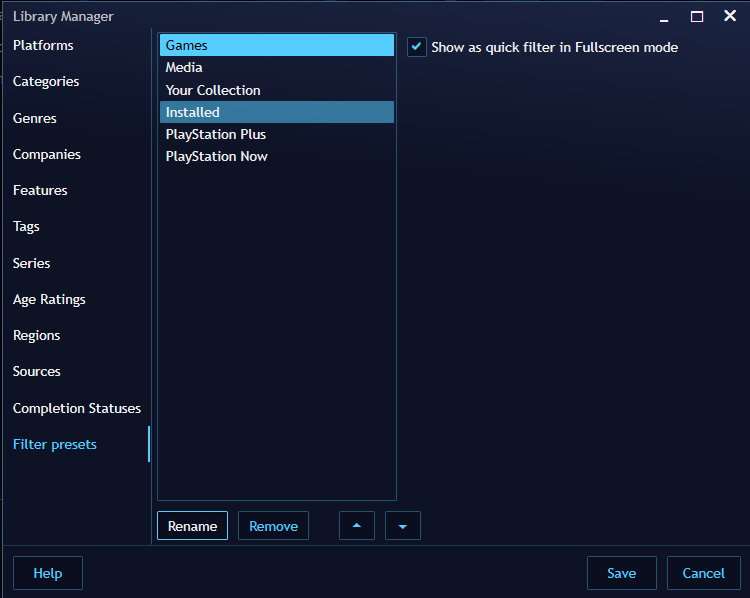 Library Manager
Platforms
Categories
Genres
Companies
Features
Tags
Series
Age Ratings
Regions
Sources
Completion Statuses
Filter presets
Games
Media
Your Collection
Installed
PlayStation Plus
PlayStation Now
Show as quick filter in Fullscreen mode
Rename
Remove
Help
Save
Cancel